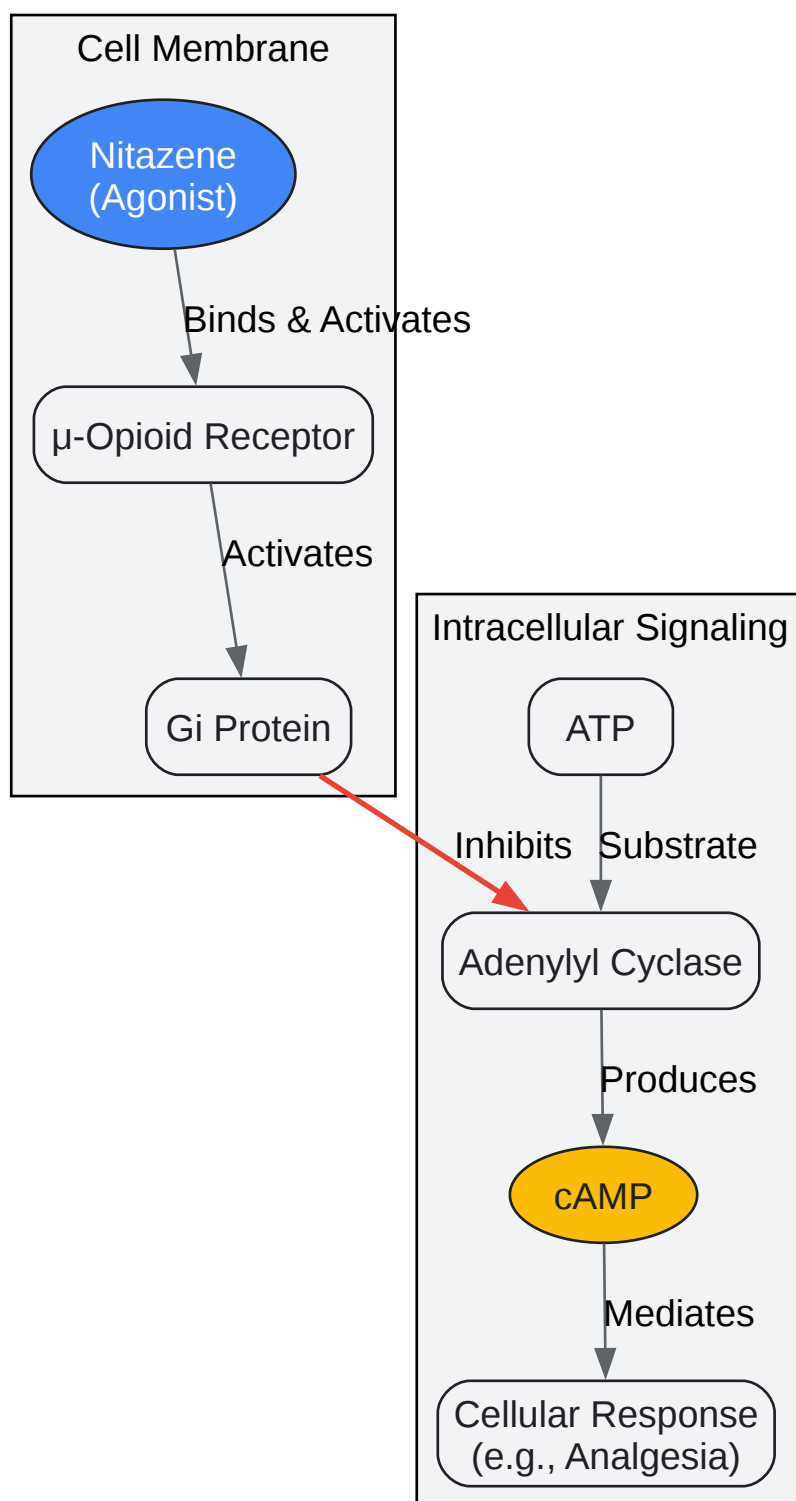 Cell Membrane
Nitazene
(Agonist)
Binds & Activates
μ-Opioid Receptor
Activates
Gi Protein
Intracellular Signaling
ATP
Inhibits
Substrate
Adenylyl Cyclase
Produces
cAMP
Mediates
Cellular Response
(e.g., Analgesia)